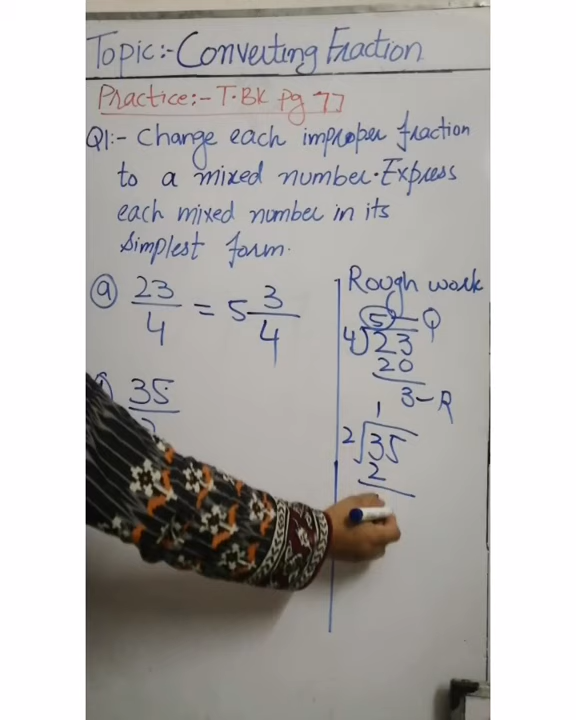 Topic:- Converting Fraction
Practice:- T.Bk Pg 77
Q1:- Change each improper fraction
to a mixed number. Express
each mixed number in its
simplest form.
a 23/4 = 5 3/4
35
Rough work
5 - Q
4 23
20
3 - R
1
2 35
2